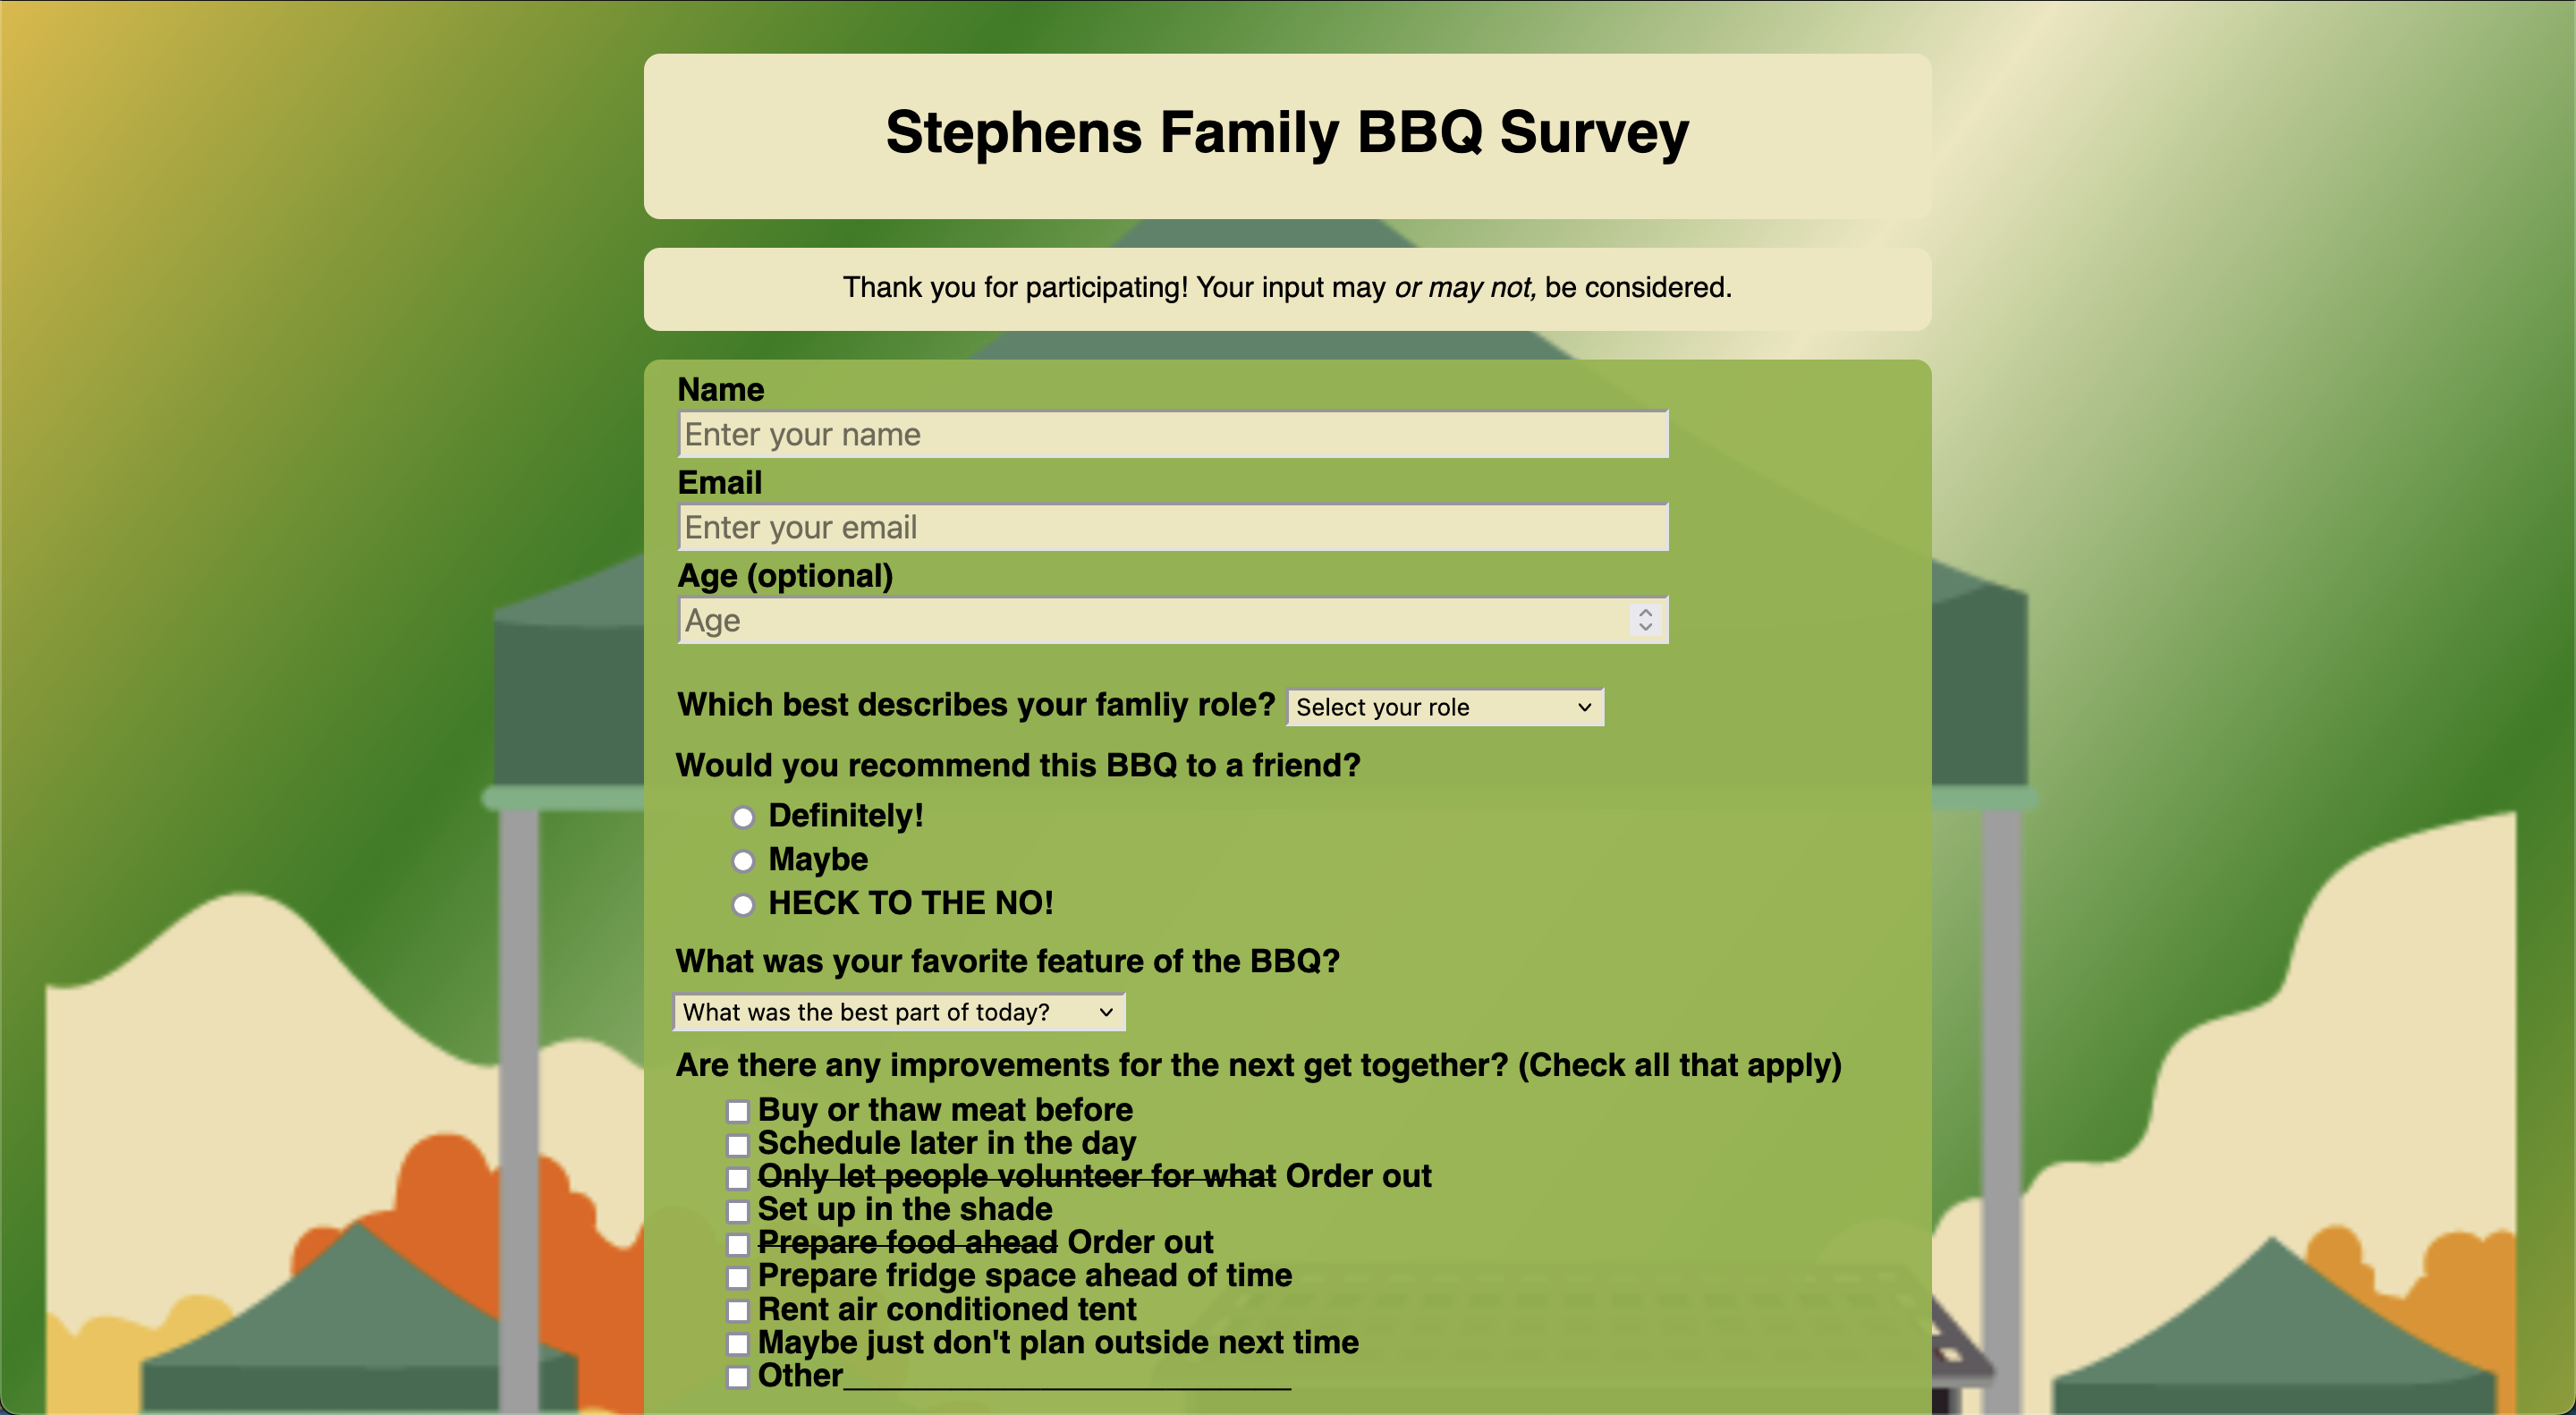 Stephens Family BBQ Survey
Thank you for participating! Your input may or may not, be considered.
Name
Enter your name
Email
Enter your email
Age (optional)
Age
Which best describes your famliy role? Select your role
Would you recommend this BBQ to a friend?
Definitely!
Maybe
HECK TO THE NO!
What was your favorite feature of the BBQ?
What was the best part of today?
Are there any improvements for the next get together? (Check all that apply)
Buy or thaw meat before
Schedule later in the day
Only let people volunteer for what Order out
Set up in the shade
Prepare food ahead Order out
Prepare fridge space ahead of time
Rent air conditioned tent
Maybe just don't plan outside next time
Other__________________________